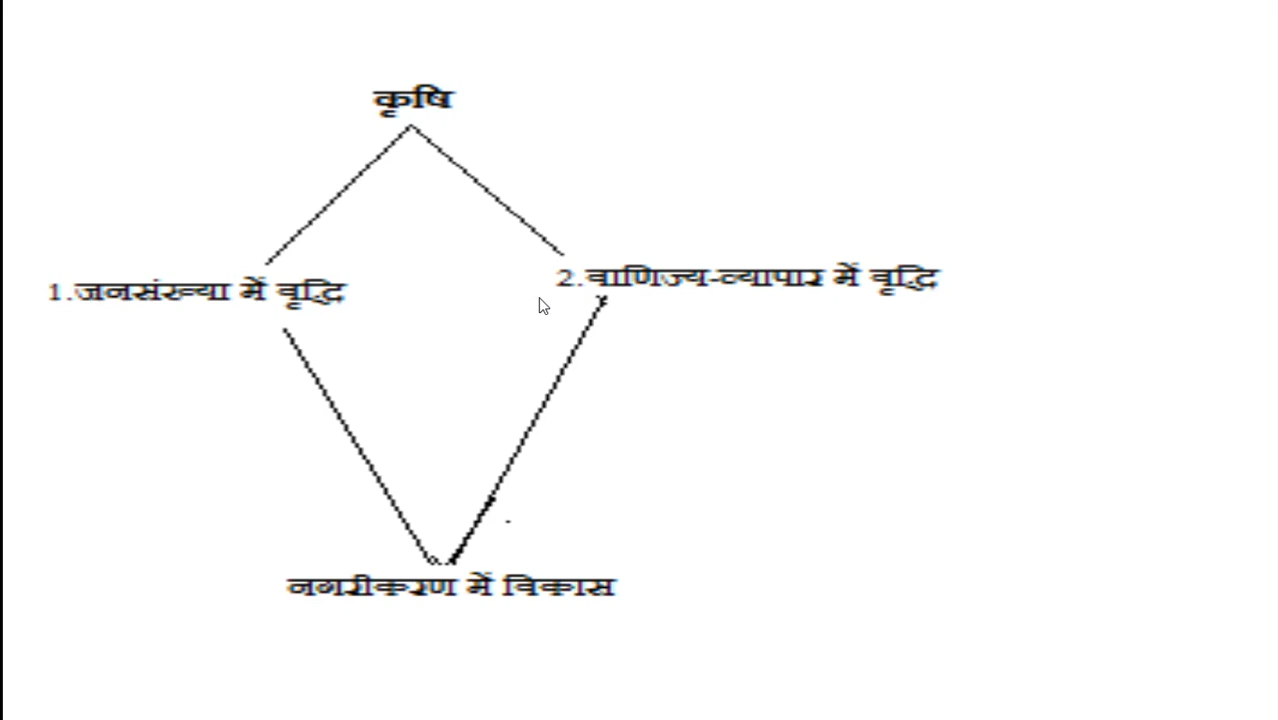 कृषि
1.जनसंख्या में वृद्धि
2.वाणिज्य-व्यापार में वृद्धि
नगरीकरण में विकास